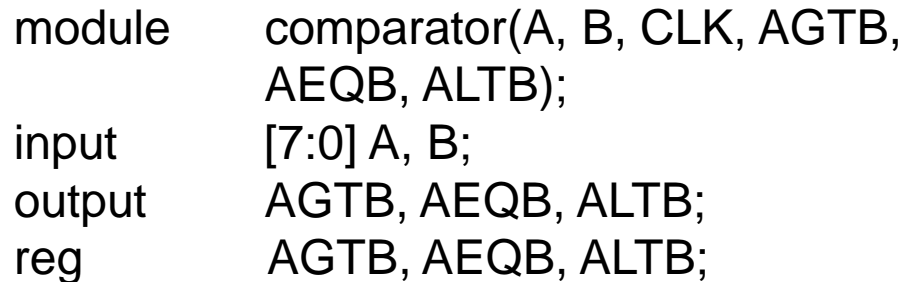 module comparator(A, B, CLK, AGTB,
AEQB, ALTB);
input [7:0] A, B;
output AGTB, AEQB, ALTB;
reg AGTB, AEQB, ALTB;